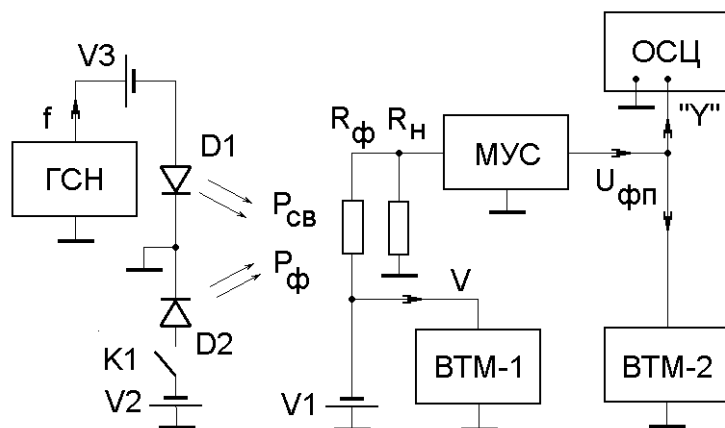 V3
ОСЦ
f
"Y"
D1
Rф
Rн
ГСН
МУС
Uфп
Pсв
Pф
V
D2
K1
V2
V1
ВТМ-1
ВТМ-2